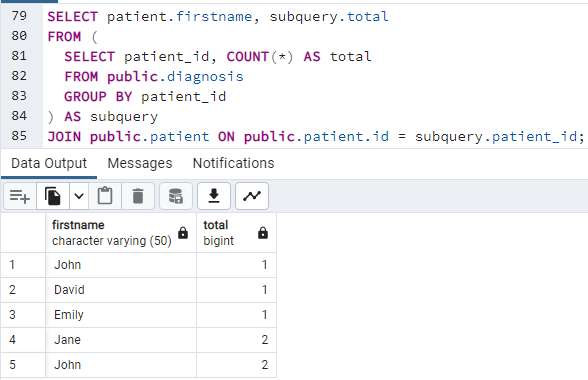 79 SELECT patient.firstname, subquery.total
80 FROM (
81 SELECT patient_id, COUNT(*) AS total
82 FROM public.diagnosis
83 GROUP BY patient_id
84 ) AS subquery
85 JOIN public.patient ON public.patient.id = subquery.patient_id;
Data Output Messages Notifications
firstname total
character varying (50) bigint
1 John 1
2 David 1
3 Emily 1
4 Jane 2
5 John 2